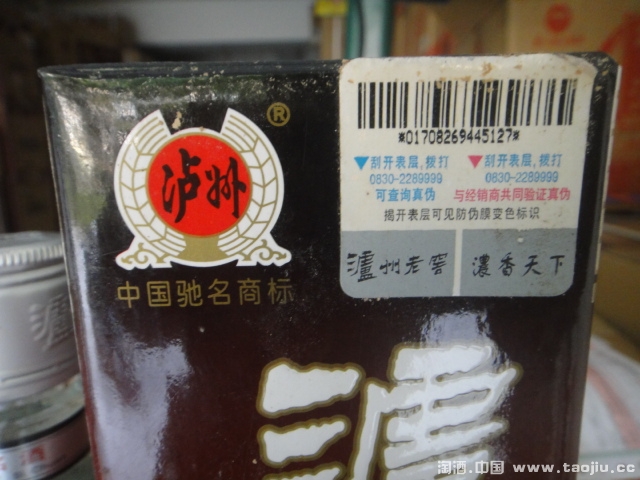 泸州
®
中国驰名商标
*01708269445127*
▼刮开表层,拨打
0830-2289999
可查询真伪
▼刮开表层,拨打
0830-2289999
与经销商共同验证真伪
揭开表层可见防伪膜变色标识
瀘州老窖
濃香天下
淘酒.中国 www.taojiu.cc